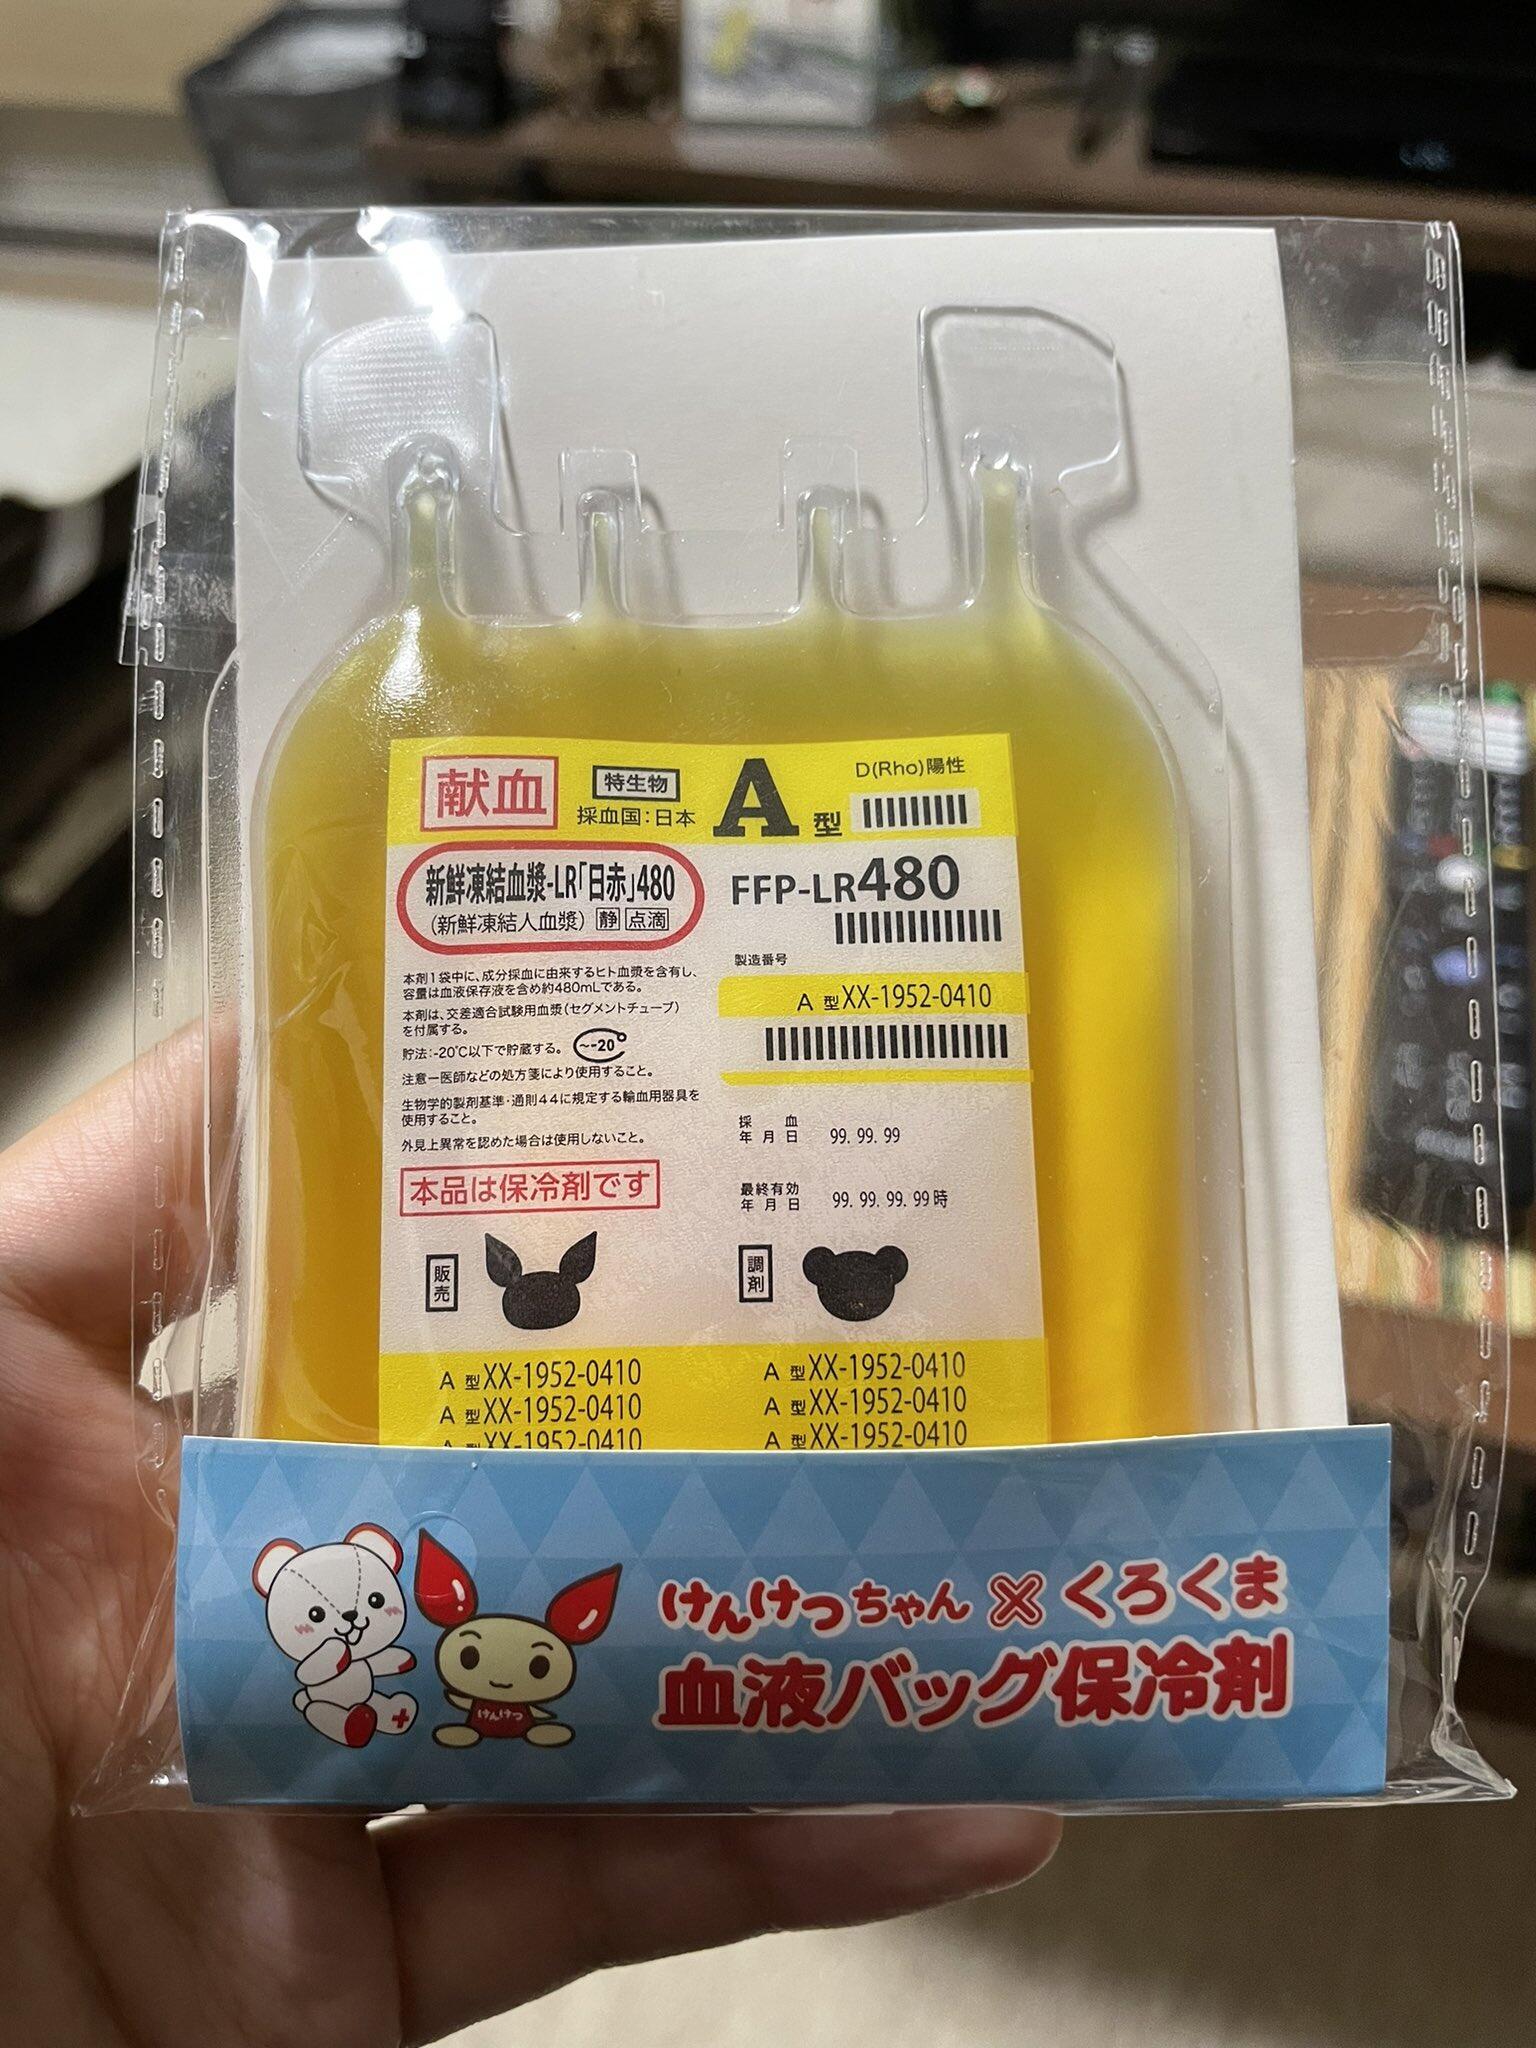 献血
特生物
採血国:日本
A型
D(Rho)陽性
新鮮凍結血漿-LR「日赤」480
(新鮮凍結人血漿) 静 点滴
本剤1袋中に、成分採血に由来するヒト血漿を含有し、
容量は血液保存液を含め約480mLである。
本剤は、交差適合試験用血漿(セグメントチューブ)
を付属する。
貯法:-20℃以下で貯蔵する。 ~-20°
注意ー医師などの処方箋により使用すること。
生物学的製剤基準・通則44に規定する輸血用器具を
使用すること。
外見上異常を認めた場合は使用しないこと。
本品は保冷剤です
販売
FFP-LR480
製造番号
A 型XX-1952-0410
採 血
年 月 日 99. 99. 99
最終有効
年 月 日 99. 99. 99. 99時
調剤
A 型XX-1952-0410 A 型XX-1952-0410
A 型XX-1952-0410 A 型XX-1952-0410
A 型XX-1952-0410 A 型XX-1952-0410
けんけつ
けんけつちゃん×くろくま
血液バッグ保冷剤